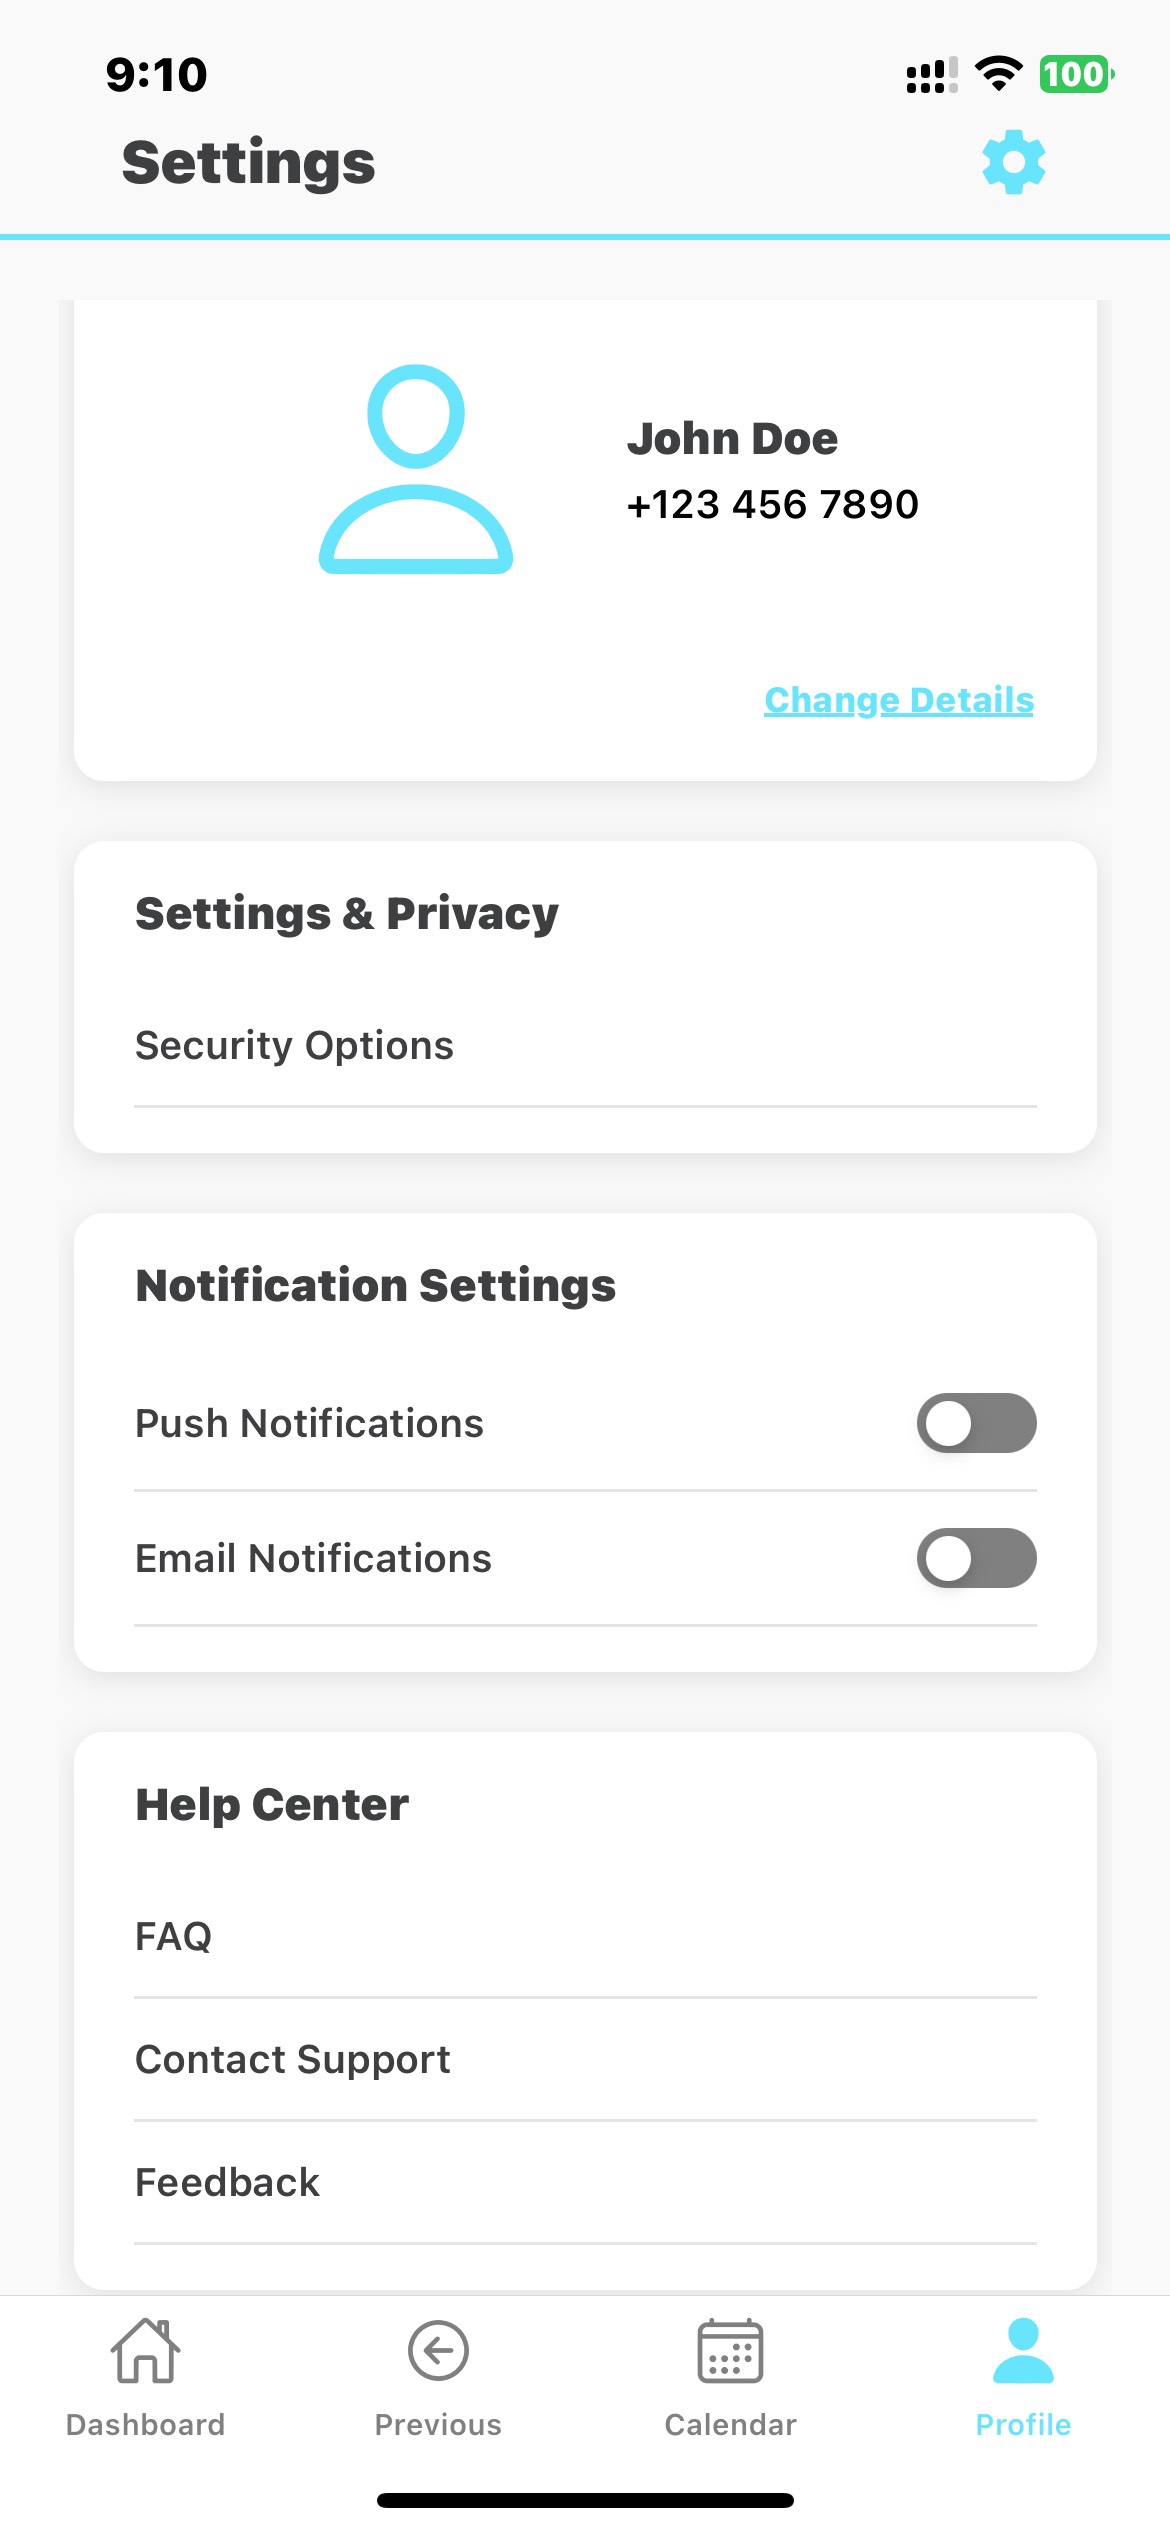 9:10
100
Settings
John Doe
+123 456 7890
Change Details
Settings & Privacy
Security Options
Notification Settings
Push Notifications
Email Notifications
Help Center
FAQ
Contact Support
Feedback
Dashboard
Previous
Calendar
Profile